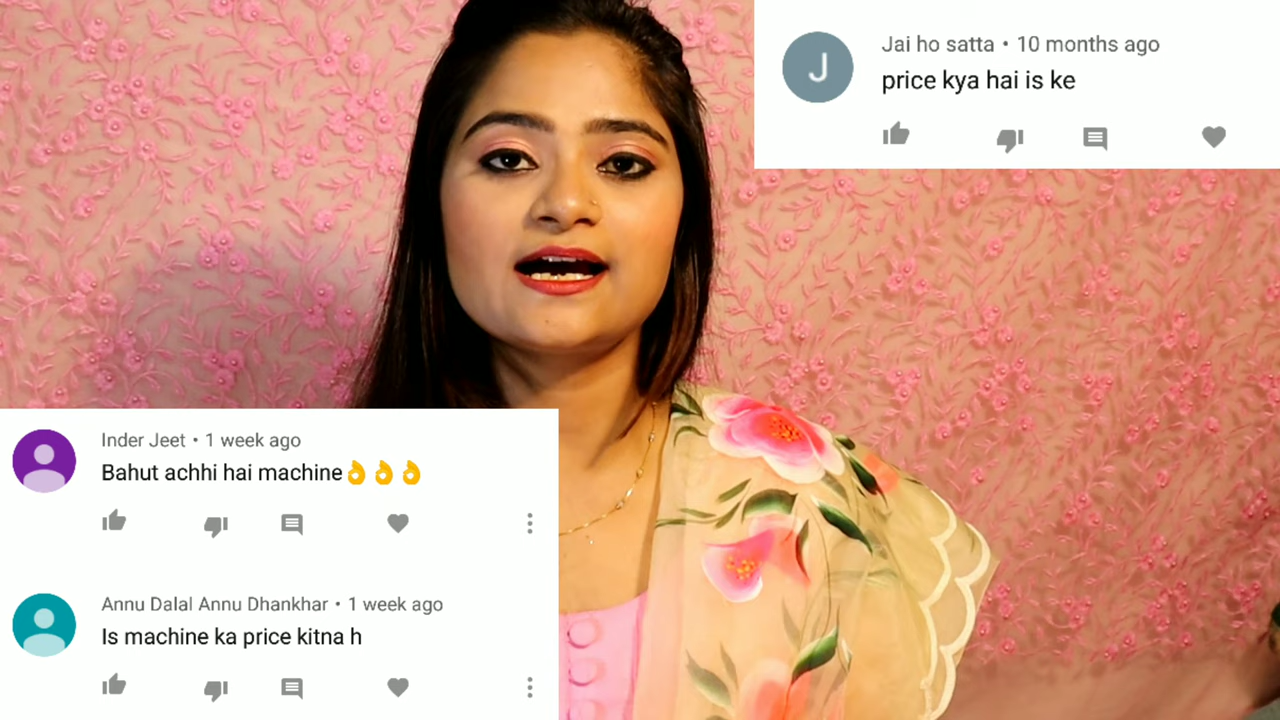 Jai ho satta • 10 months ago
price kya hai is ke
Inder Jeet • 1 week ago
Bahut achhi hai machine👌👌👌
Annu Dalal Annu Dhankhar • 1 week ago
Is machine ka price kitna h